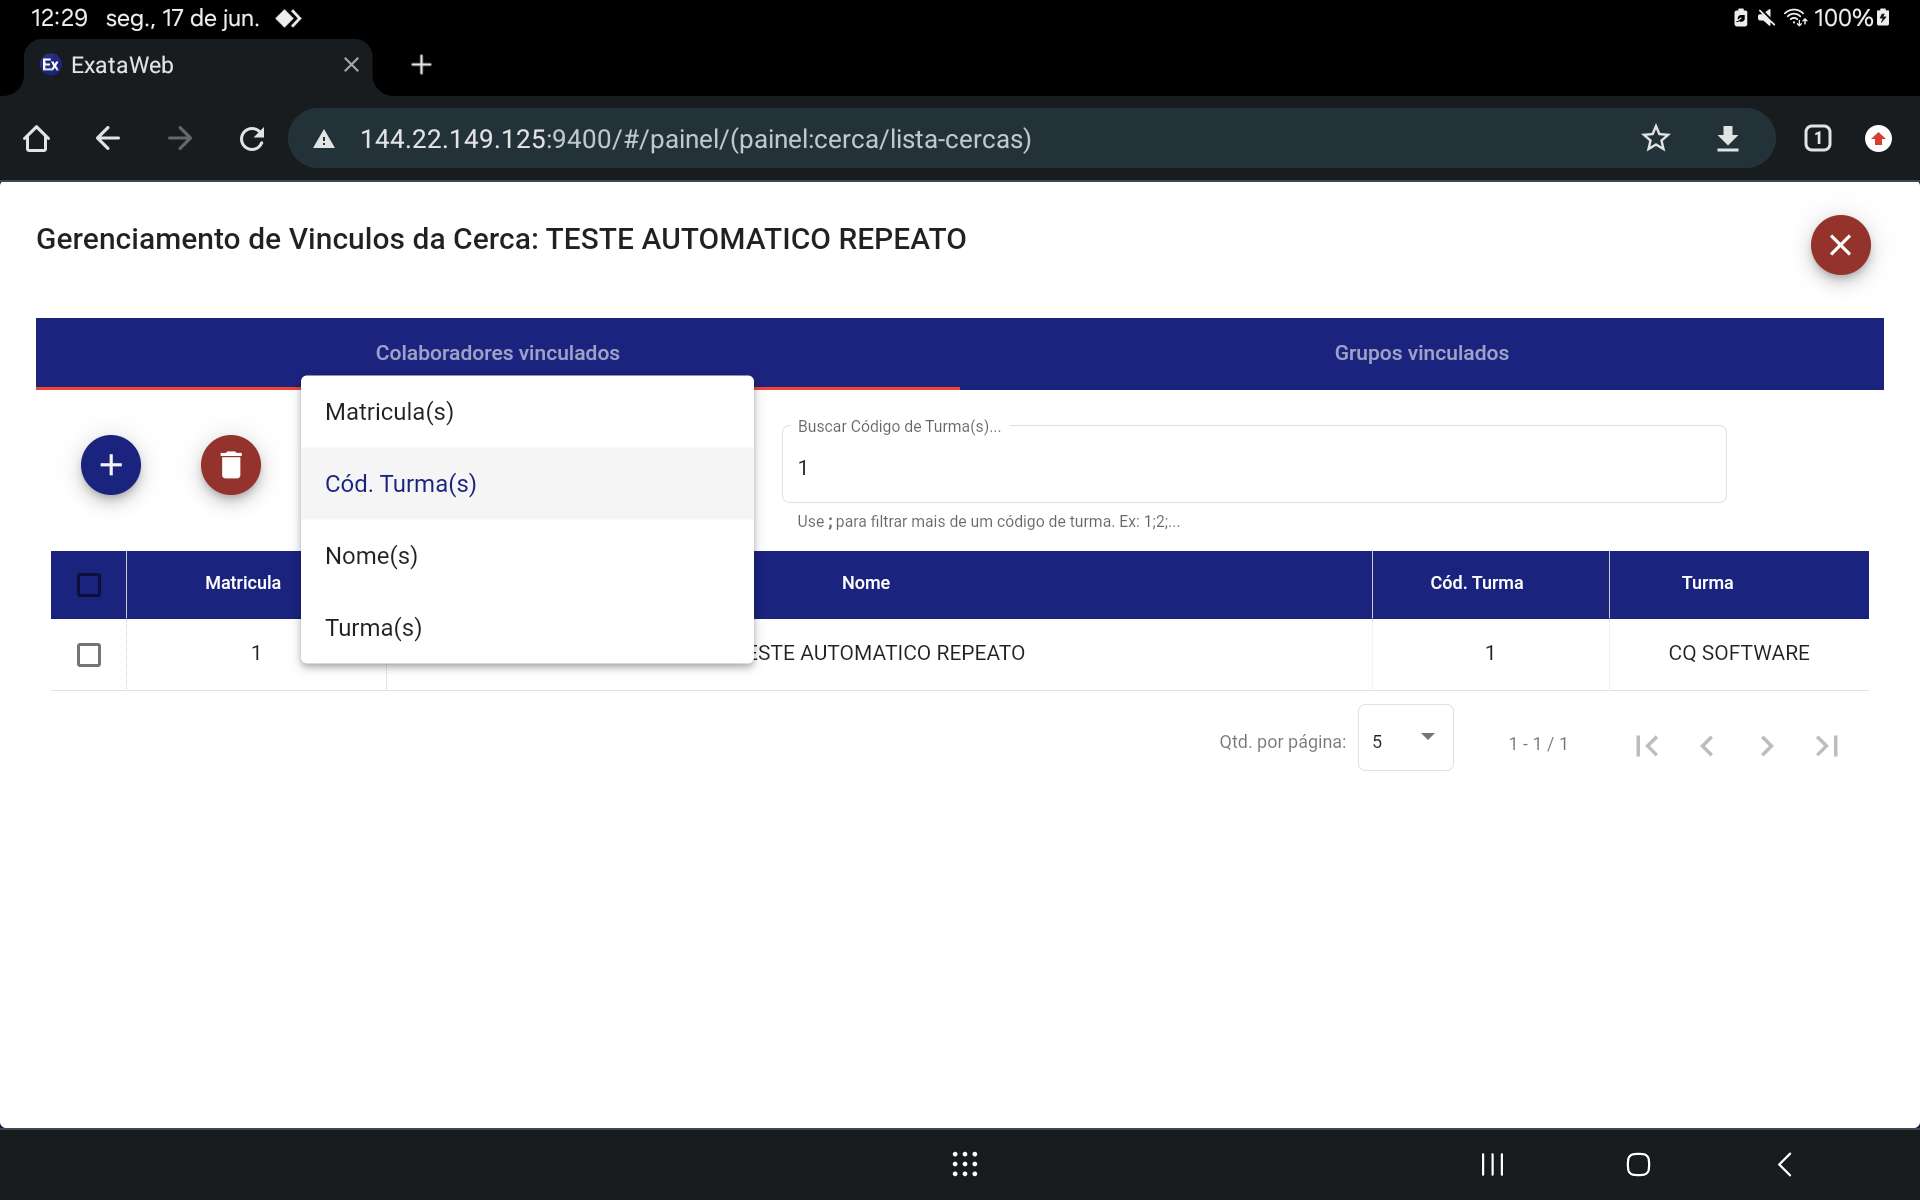 12:29 seg., 17 de jun. 100%
Ex ExataWeb
144.22.149.125:9400/#/painel/(painel:cerca/lista-cercas) 1
Gerenciamento de Vinculos da Cerca: TESTE AUTOMATICO REPEATO
Colaboradores vinculados Grupos vinculados
Matricula(s)
Cód. Turma(s)
Nome(s)
Turma(s)
Buscar Código de Turma(s)...
1
Use ; para filtrar mais de um código de turma. Ex: 1;2;...
Matricula Nome Cód. Turma Turma
1 ESTE AUTOMATICO REPEATO 1 CQ SOFTWARE
Qtd. por página: 5 1 - 1 / 1